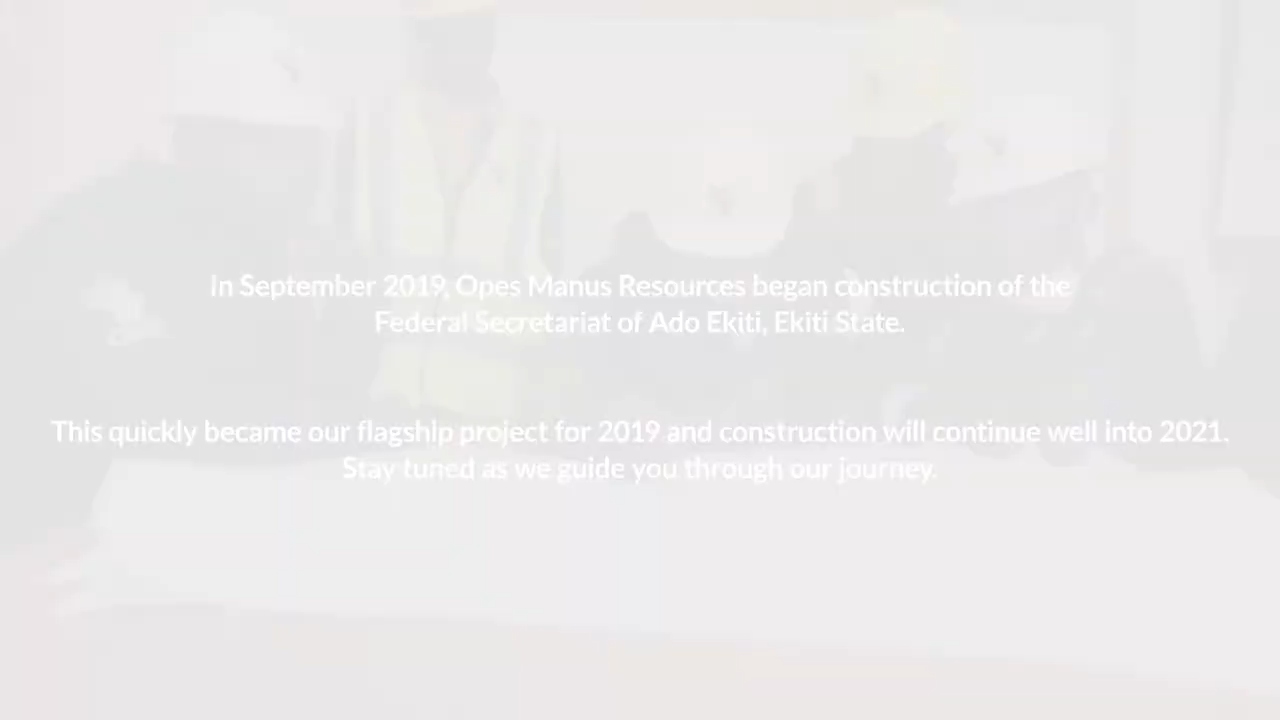 In September 2019, Opes Manus Resources began construction of the
Federal Secretariat of Ado Ekiti, Ekiti State.
This quickly became our flagship project for 2019 and construction will continue well into 2021.
Stay tuned as we guide you through our journey.